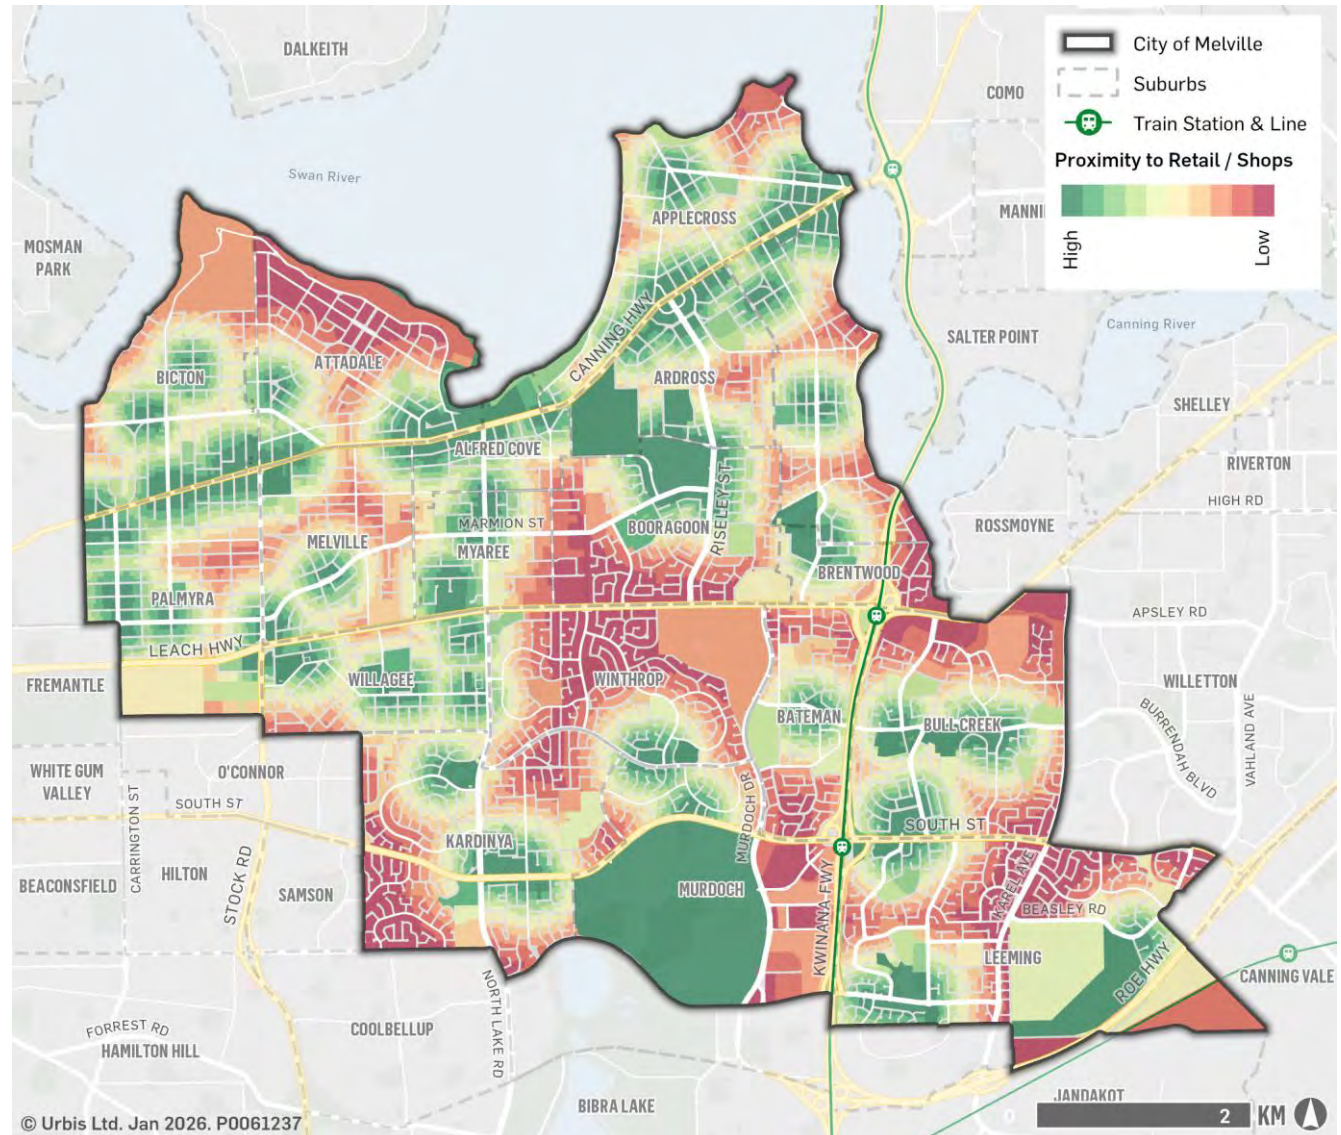 DALKEITH
COMO
City of Melville
Suburbs
Train Station & Line
Proximity to Retail / Shops
High
Low
Swan River
MOSMAN
PARK
APPLECROSS
CANNING HWY
SALTER POINT
Canning River
BICTON
ATTADALE
ARDROSS
SHELLEY
ALFRED COVE
RIVERTON
HIGH RD
MARMION ST
BOORAGOON
RISELEY ST
ROSSMOYNE
MELVILLE
MYAREE
BRENTWOOD
PALMYRA
APSLEY RD
LEACH HWY
FREMANTLE
WILLAGEE
WINTHROP
BATEMAN
BULL CREEK
WILLETTON
BURRENDAH BLVD
VAHLAND AVE
WHITE GUM
VALLEY
CARRINGTON ST
O'CONNOR
SOUTH ST
STOCK RD
KARDINYA
MURDOCH DR
SOUTH ST
BEACONSFIELD
HILTON
SAMSON
MURDOCH
KWINANA FWY
KAREL AVE
BEASLEY RD
LEEMING
ROE HWY
CANNING VALE
NORTH LAKE RD
FORREST RD
HAMILTON HILL
COOLBELLUP
BIBRA LAKE
JANDAKOT
0 2 KM
© Urbis Ltd. Jan 2026. P0061237